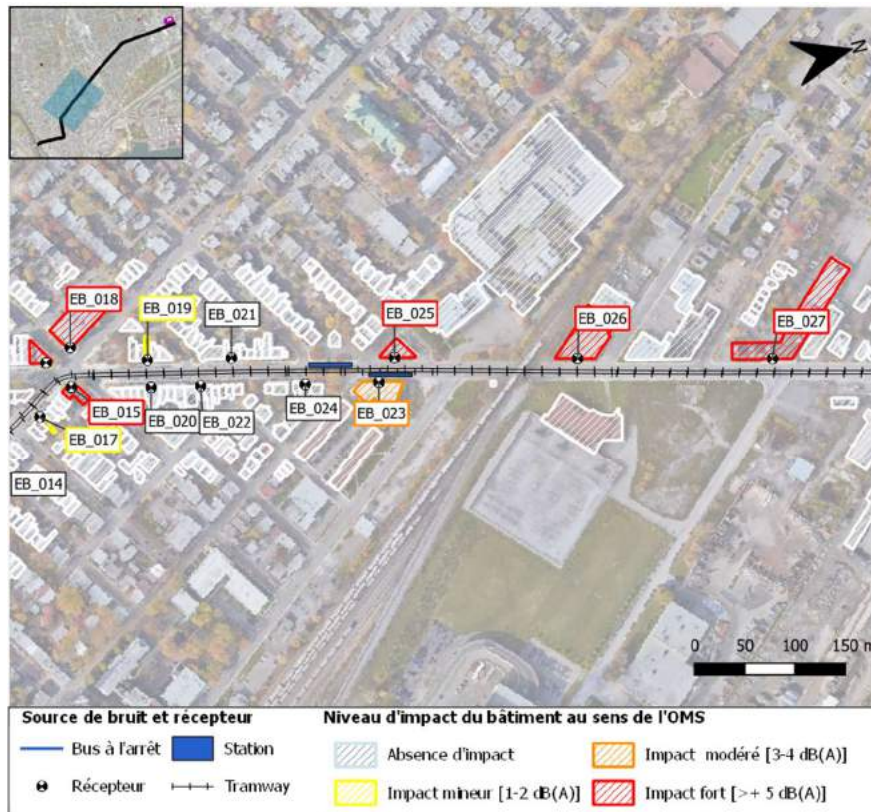 N
EB_018
EB_019
EB_021
EB_025
EB_026
EB_027
EB_015
EB_020
EB_022
EB_024
EB_023
EB_017
EB_014
0 50 100 150 m
Source de bruit et récepteur
Bus à l'arrêt
Station
Récepteur
Tramway
Niveau d'impact du bâtiment au sens de l'OMS
Absence d'impact
Impact modéré [3-4 dB(A)]
Impact mineur [1-2 dB(A)]
Impact fort [>+ 5 dB(A)]